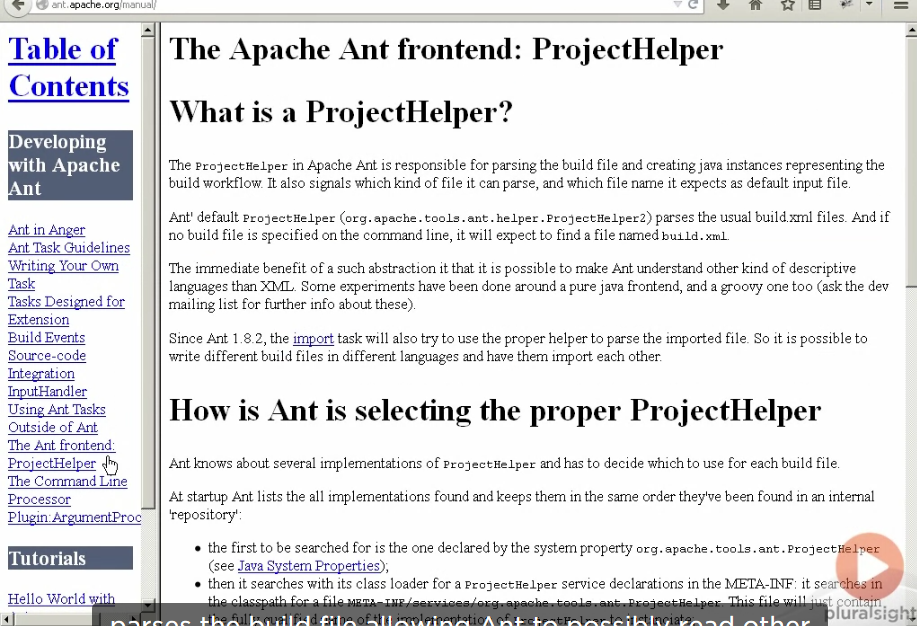 ant.apache.org/manual/
Table of
Contents
Developing
with Apache
Ant
Ant in Anger
Ant Task Guidelines
Writing Your Own
Task
Tasks Designed for
Extension
Build Events
Source-code
Integration
InputHandler
Using Ant Tasks
Outside of Ant
The Ant frontend:
ProjectHelper
The Command Line
Processor
Plugin:ArgumentProc
Tutorials
Hello World with
The Apache Ant frontend: ProjectHelper
What is a ProjectHelper?
The ProjectHelper in Apache Ant is responsible for parsing the build file and creating java instances representing the
build workflow. It also signals which kind of file it can parse, and which file name it expects as default input file.
Ant' default ProjectHelper (org.apache.tools.ant.helper.ProjectHelper2) parses the usual build.xml files. And if
no build file is specified on the command line, it will expect to find a file named build.xml.
The immediate benefit of a such abstraction it that it is possible to make Ant understand other kind of descriptive
languages than XML. Some experiments have been done around a pure java frontend, and a groovy one too (ask the dev
mailing list for further info about these).
Since Ant 1.8.2, the import task will also try to use the proper helper to parse the imported file. So it is possible to
write different build files in different languages and have them import each other.
How is Ant is selecting the proper ProjectHelper
Ant knows about several implementations of ProjectHelper and has to decide which to use for each build file.
At startup Ant lists the all implementations found and keeps them in the same order they've been found in an internal
'repository':
• the first to be searched for is the one declared by the system property org.apache.tools.ant.ProjectHelper
(see Java System Properties);
• then it searches with its class loader for a ProjectHelper service declarations in the META-INF: it searches in
the classpath for a file META-INF/services/org.apache.tools.ant.ProjectHelper. This file will just contain
pluralsight
parses the build file allowing Ant to possibly read other